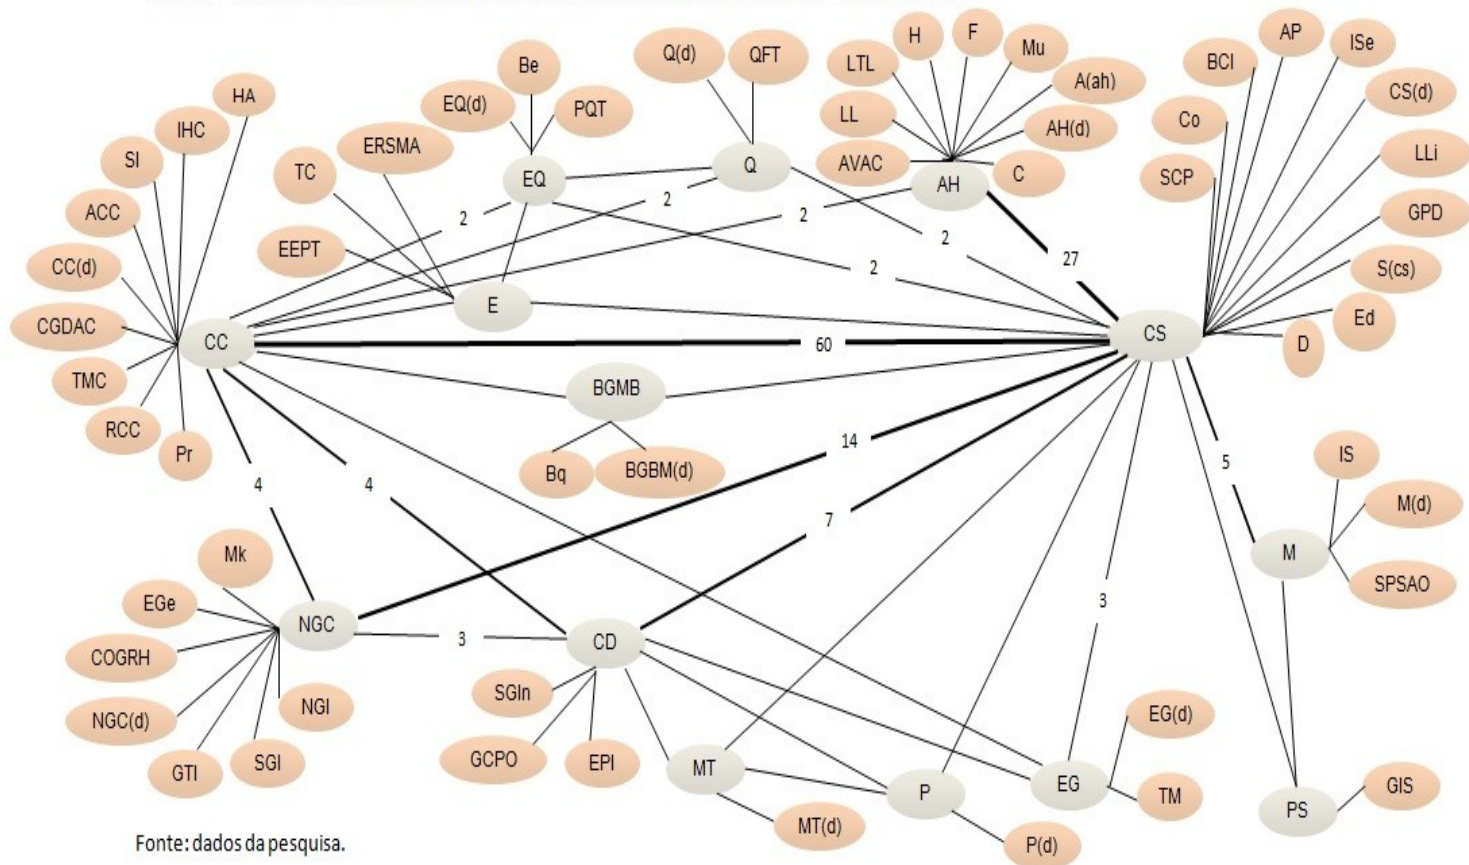 HA
IHC
SI
ACC
CC(d)
CGDAC
TMC
RCC
Pr
CC
TC
ERSMA
EEPT
E
EQ(d)
Be
PQT
EQ
Q(d)
QFT
Q
LTL
H
F
Mu
A(ah)
LL
AH(d)
AVAC
C
AH
BCI
AP
ISe
CS(d)
Co
LLi
SCP
GPD
S(cs)
Ed
D
CS
2
2
2
2
2
27
60
BGMB
Bq
BGBM(d)
14
4
4
7
5
3
3
IS
M(d)
M
SPSAO
Mk
EGe
COGRH
NGC(d)
GTI
SGI
NGI
NGC
CD
SGIn
GCPO
EPI
MT
MT(d)
P
P(d)
EG
EG(d)
TM
PS
GIS
Fonte: dados da pesquisa.